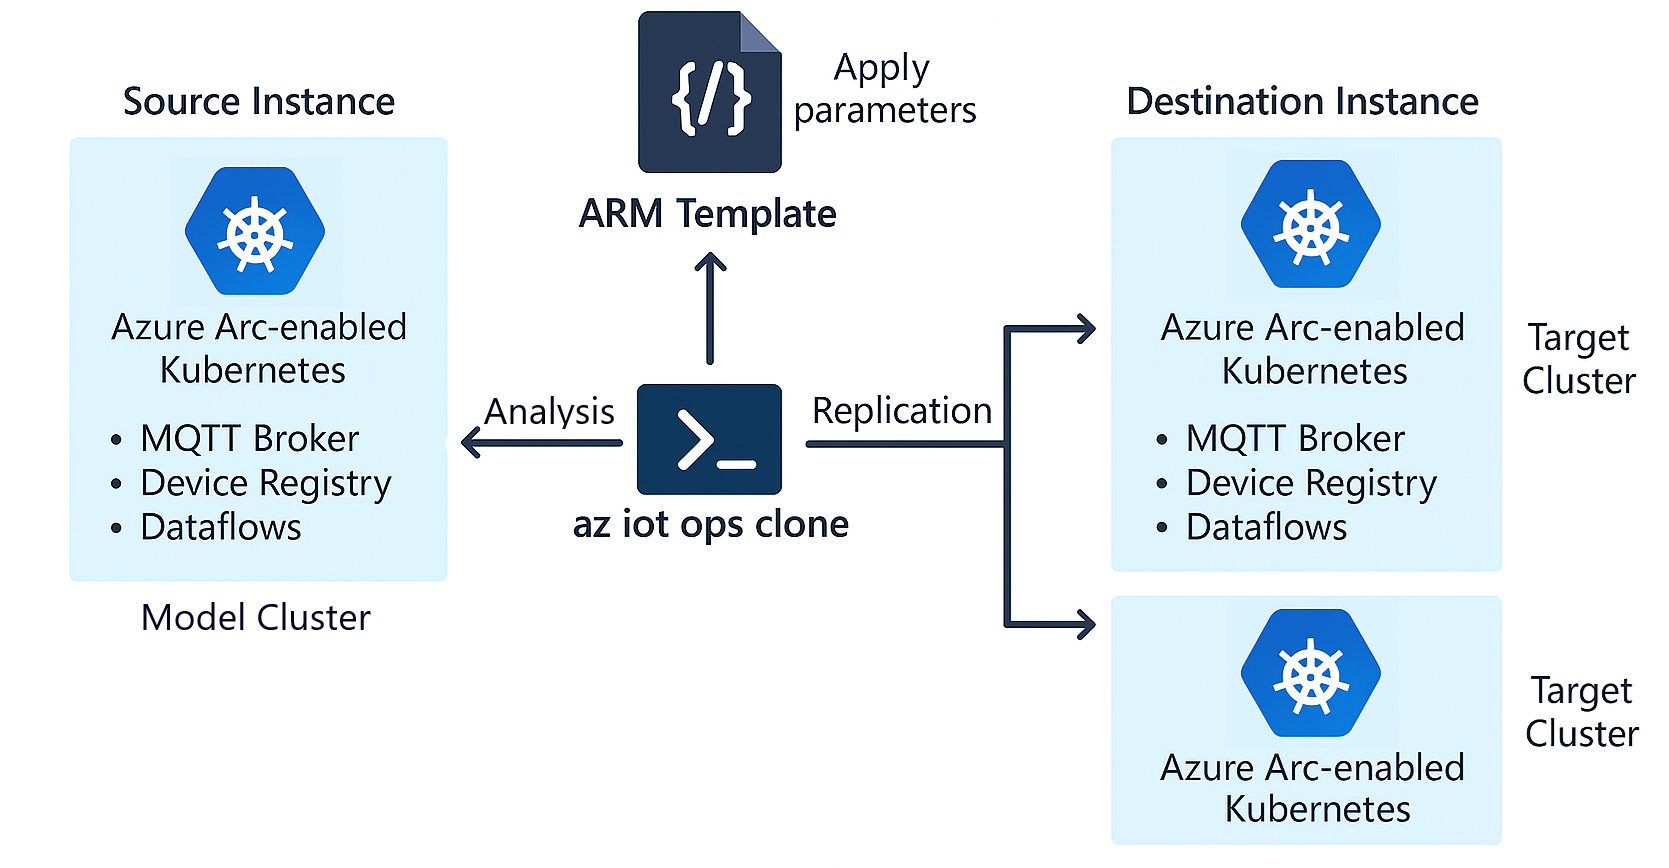 Source Instance
Azure Arc-enabled
Kubernetes
• MQTT Broker
• Device Registry
• Dataflows
Model Cluster
{/}
Apply
parameters
ARM Template
Analysis
>_
az iot ops clone
Replication
Destination Instance
Azure Arc-enabled
Kubernetes
• MQTT Broker
• Device Registry
• Dataflows
Target
Cluster
Azure Arc-enabled
Kubernetes
Target
Cluster